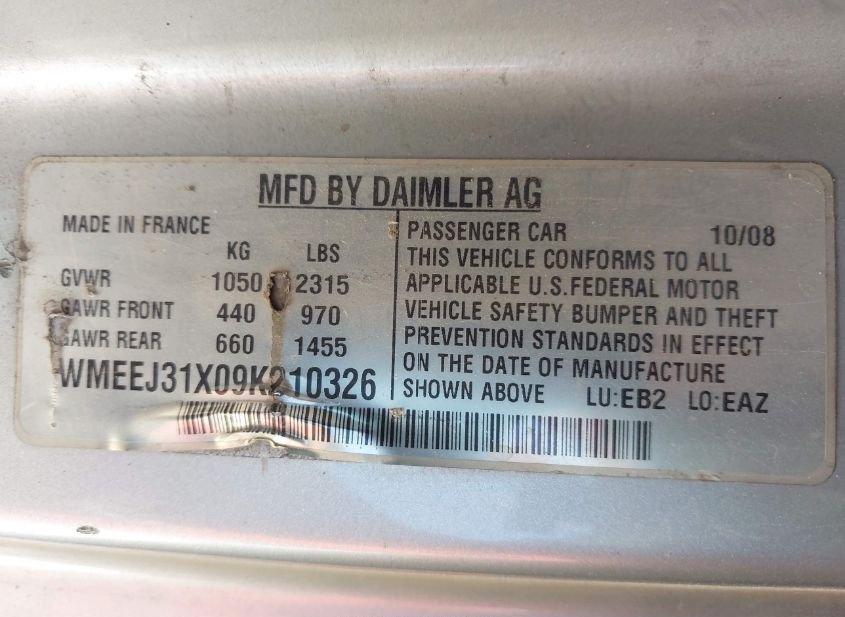 MFD BY DAIMLER AG
MADE IN FRANCE
KG LBS
GVWR 1050 2315
GAWR FRONT 440 970
GAWR REAR 660 1455
WMEEJ31X09K210326
PASSENGER CAR 10/08
THIS VEHICLE CONFORMS TO ALL
APPLICABLE U.S.FEDERAL MOTOR
VEHICLE SAFETY BUMPER AND THEFT
PREVENTION STANDARDS IN EFFECT
ON THE DATE OF MANUFACTURE
SHOWN ABOVE LU:EB2 LO:EAZ